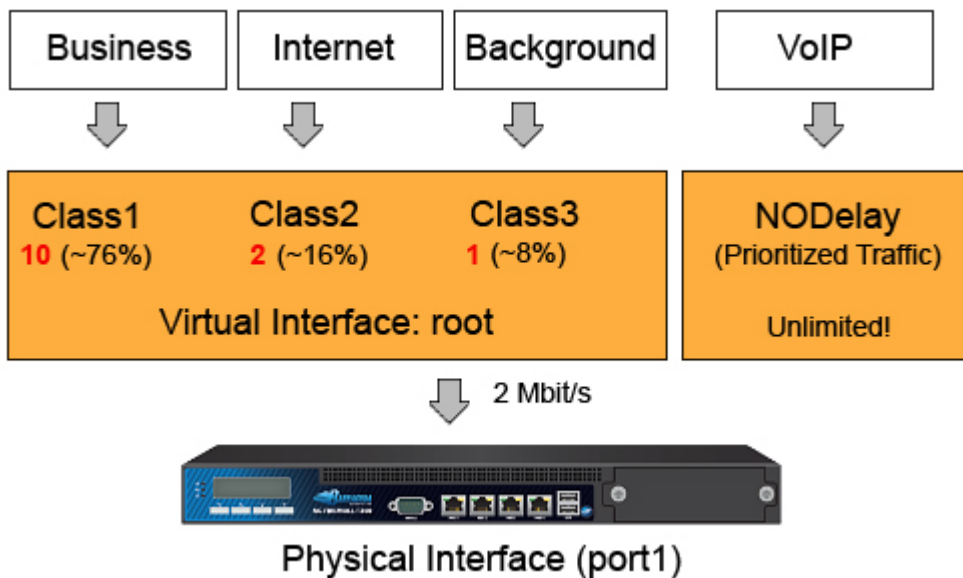 Business
Internet
Background
VoIP
Class1
10 (~76%)
Class2
2 (~16%)
Class3
1 (~8%)
Virtual Interface: root
NODelay
(Prioritized Traffic)
Unlimited!
2 Mbit/s
Physical Interface (port1)